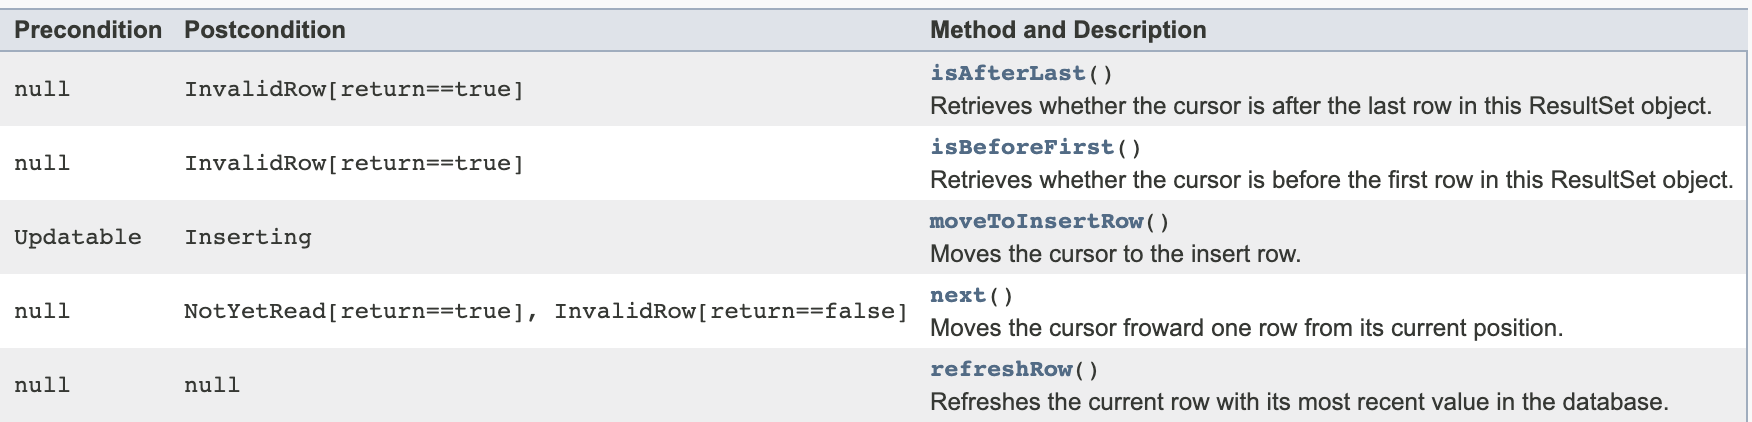 Precondition Postcondition Method and Description
isAfterLast()
null InvalidRow[return==true]
Retrieves whether the cursor is after the last row in this ResultSet object.
isBeforeFirst()
null InvalidRow[return==true]
Retrieves whether the cursor is before the first row in this ResultSet object.
moveToInsertRow()
Updatable Inserting
Moves the cursor to the insert row.
next()
null NotYetRead[return==true], InvalidRow[return==false]
Moves the cursor froward one row from its current position.
refreshRow()
null null
Refreshes the current row with its most recent value in the database.